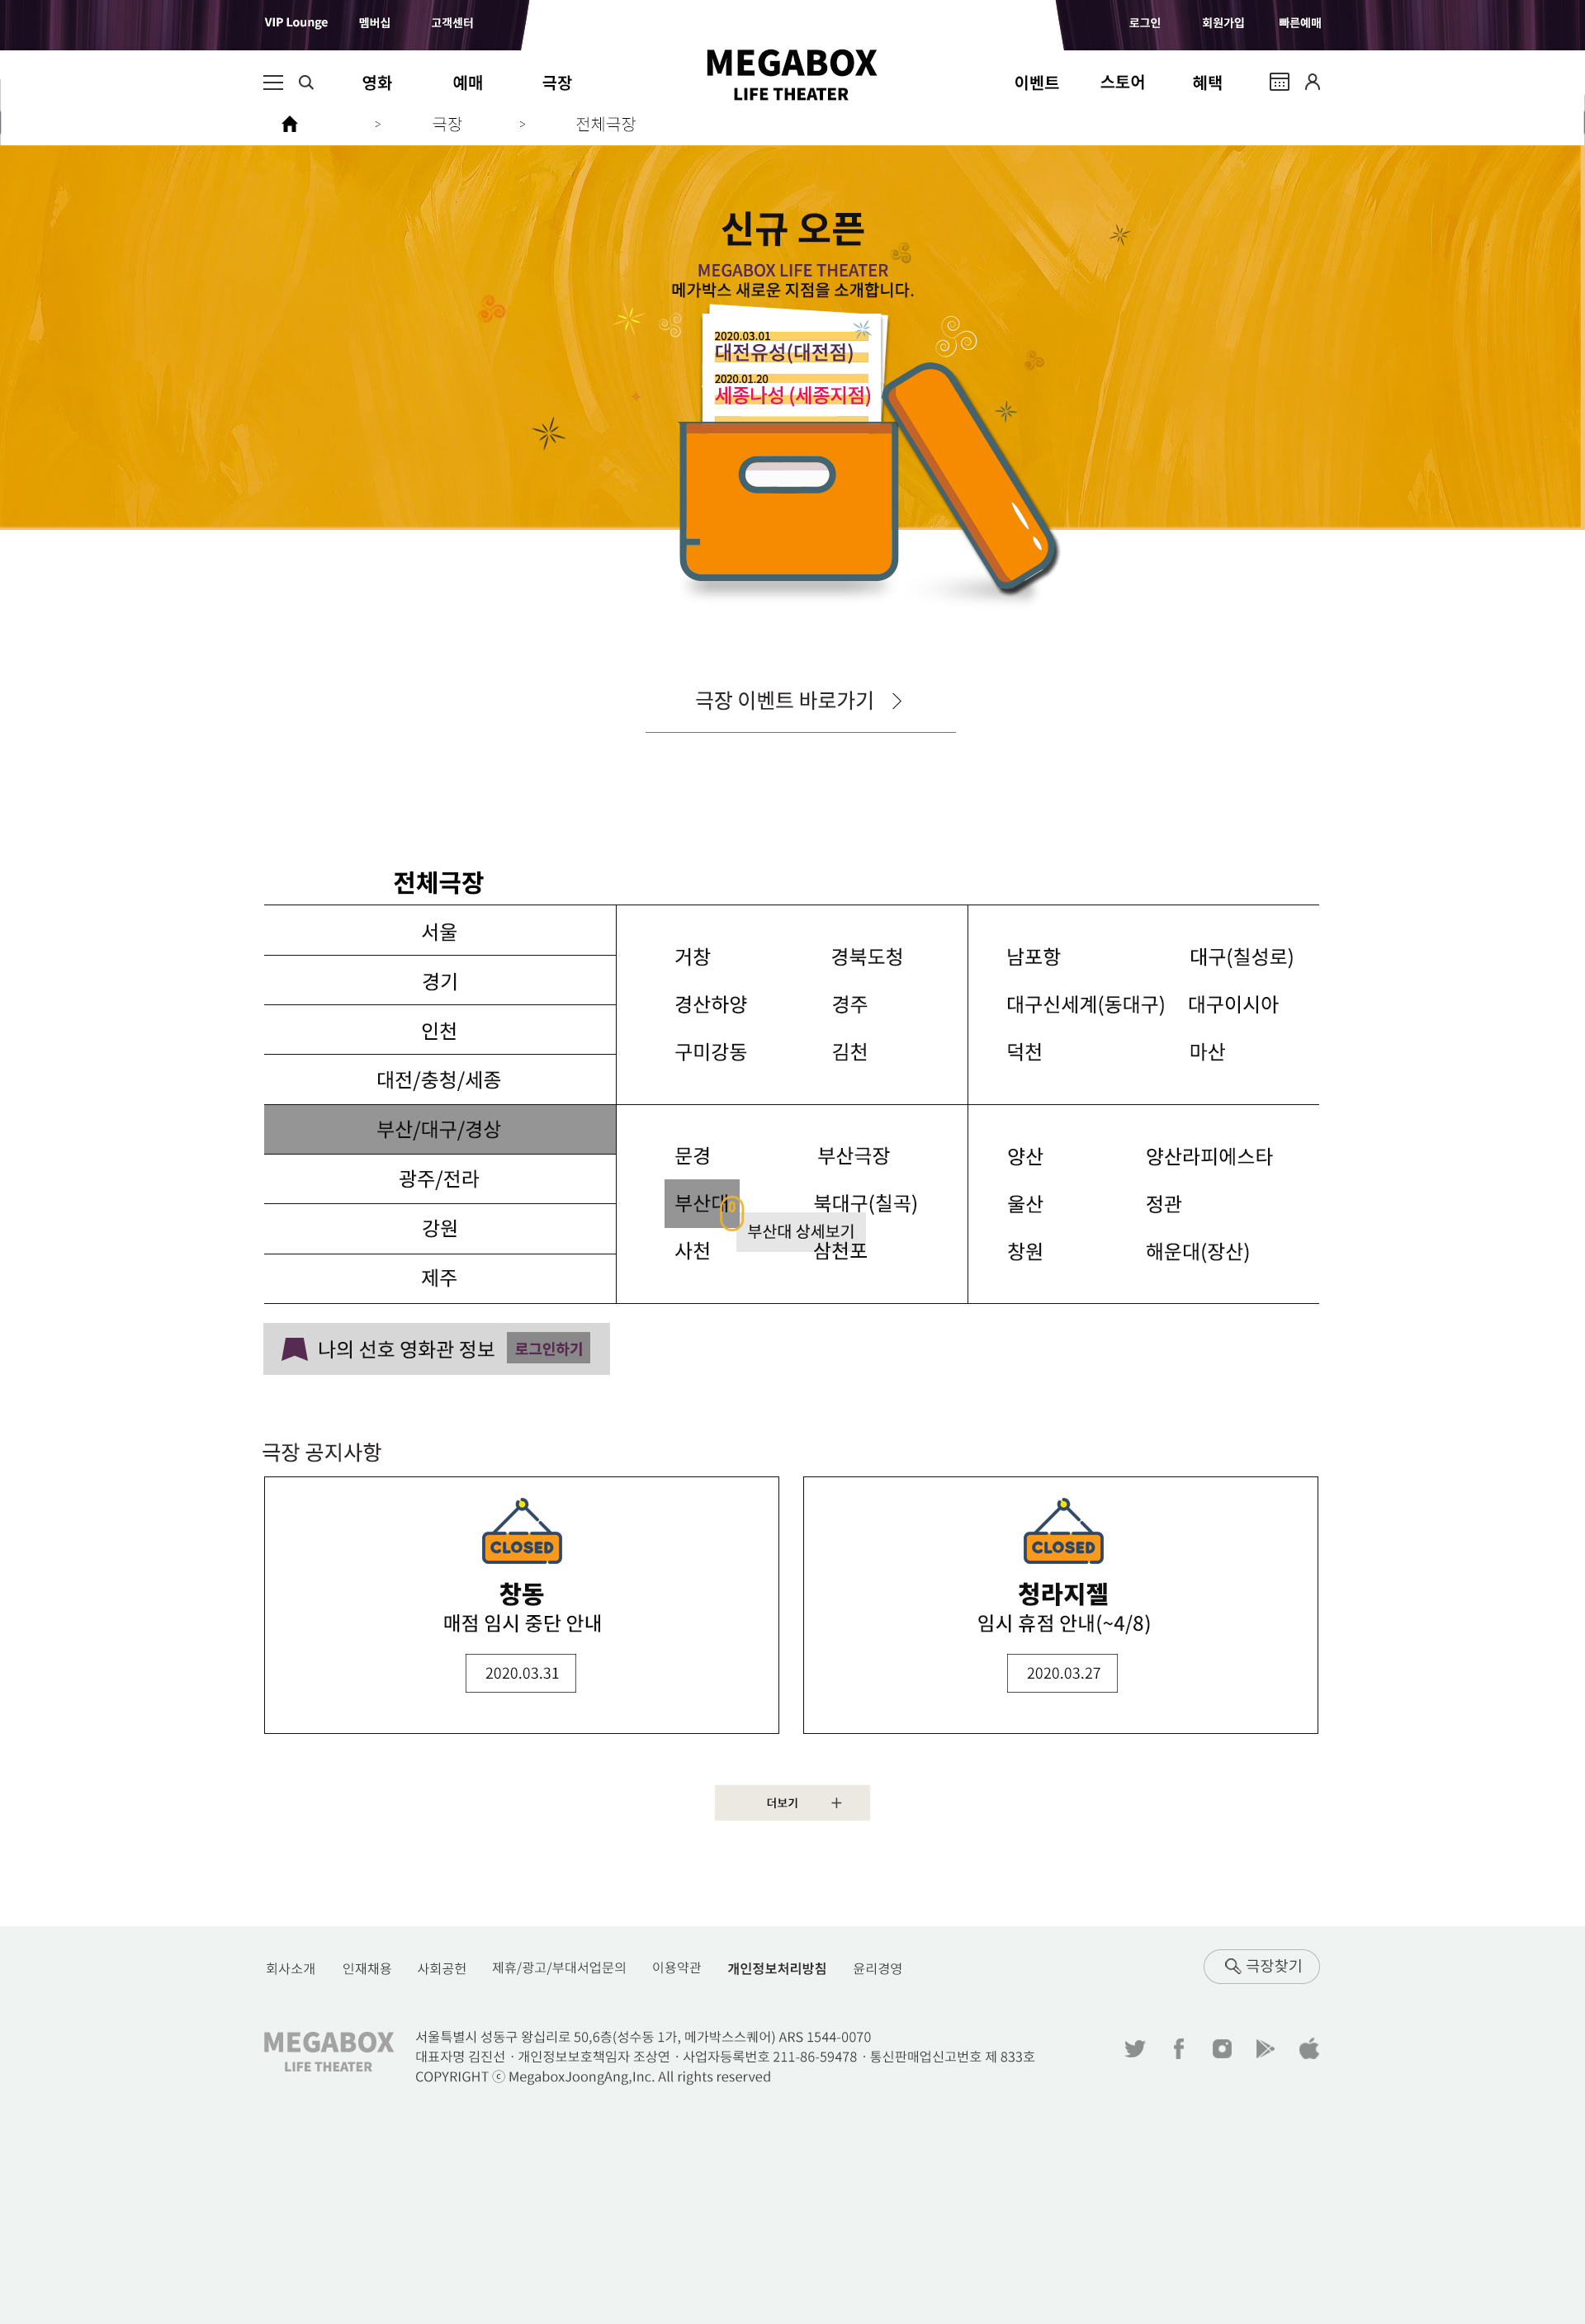 VIP Lounge 멤버십 고객센터 로그인 회원가입 빠른예매
MEGABOX
LIFE THEATER
영화 예매 극장 이벤트 스토어 혜택
> 극장 > 전체극장
신규 오픈
MEGABOX LIFE THEATER
메가박스 새로운 지점을 소개합니다.
2020.03.01
대전유성(대전점)
2020.01.20
세종나성 (세종지점)
극장 이벤트 바로가기 >
전체극장
서울
경기
인천
대전/충청/세종
부산/대구/경상
광주/전라
강원
제주
거창 경북도청
경산하양 경주
구미강동 김천
남포항 대구(칠성로)
대구신세계(동대구) 대구이시아
덕천 마산
문경 부산극장
부산대 북대구(칠곡)
부산대 상세보기
사천 삼천포
양산 양산라피에스타
울산 정관
창원 해운대(장산)
나의 선호 영화관 정보 로그인하기
극장 공지사항
CLOSED
창동
매점 임시 중단 안내
2020.03.31
CLOSED
청라지젤
임시 휴점 안내(~4/8)
2020.03.27
더보기 +
회사소개 인재채용 사회공헌 제휴/광고/부대서업문의 이용약관 개인정보처리방침 윤리경영 극장찾기
MEGABOX
LIFE THEATER
서울특별시 성동구 왕십리로 50,6층(성수동 1가, 메가박스스퀘어) ARS 1544-0070
대표자명 김진선 · 개인정보보호책임자 조상연 · 사업자등록번호 211-86-59478 · 통신판매업신고번호 제 833호
COPYRIGHT ⓒ MegaboxJoongAng,Inc. All rights reserved